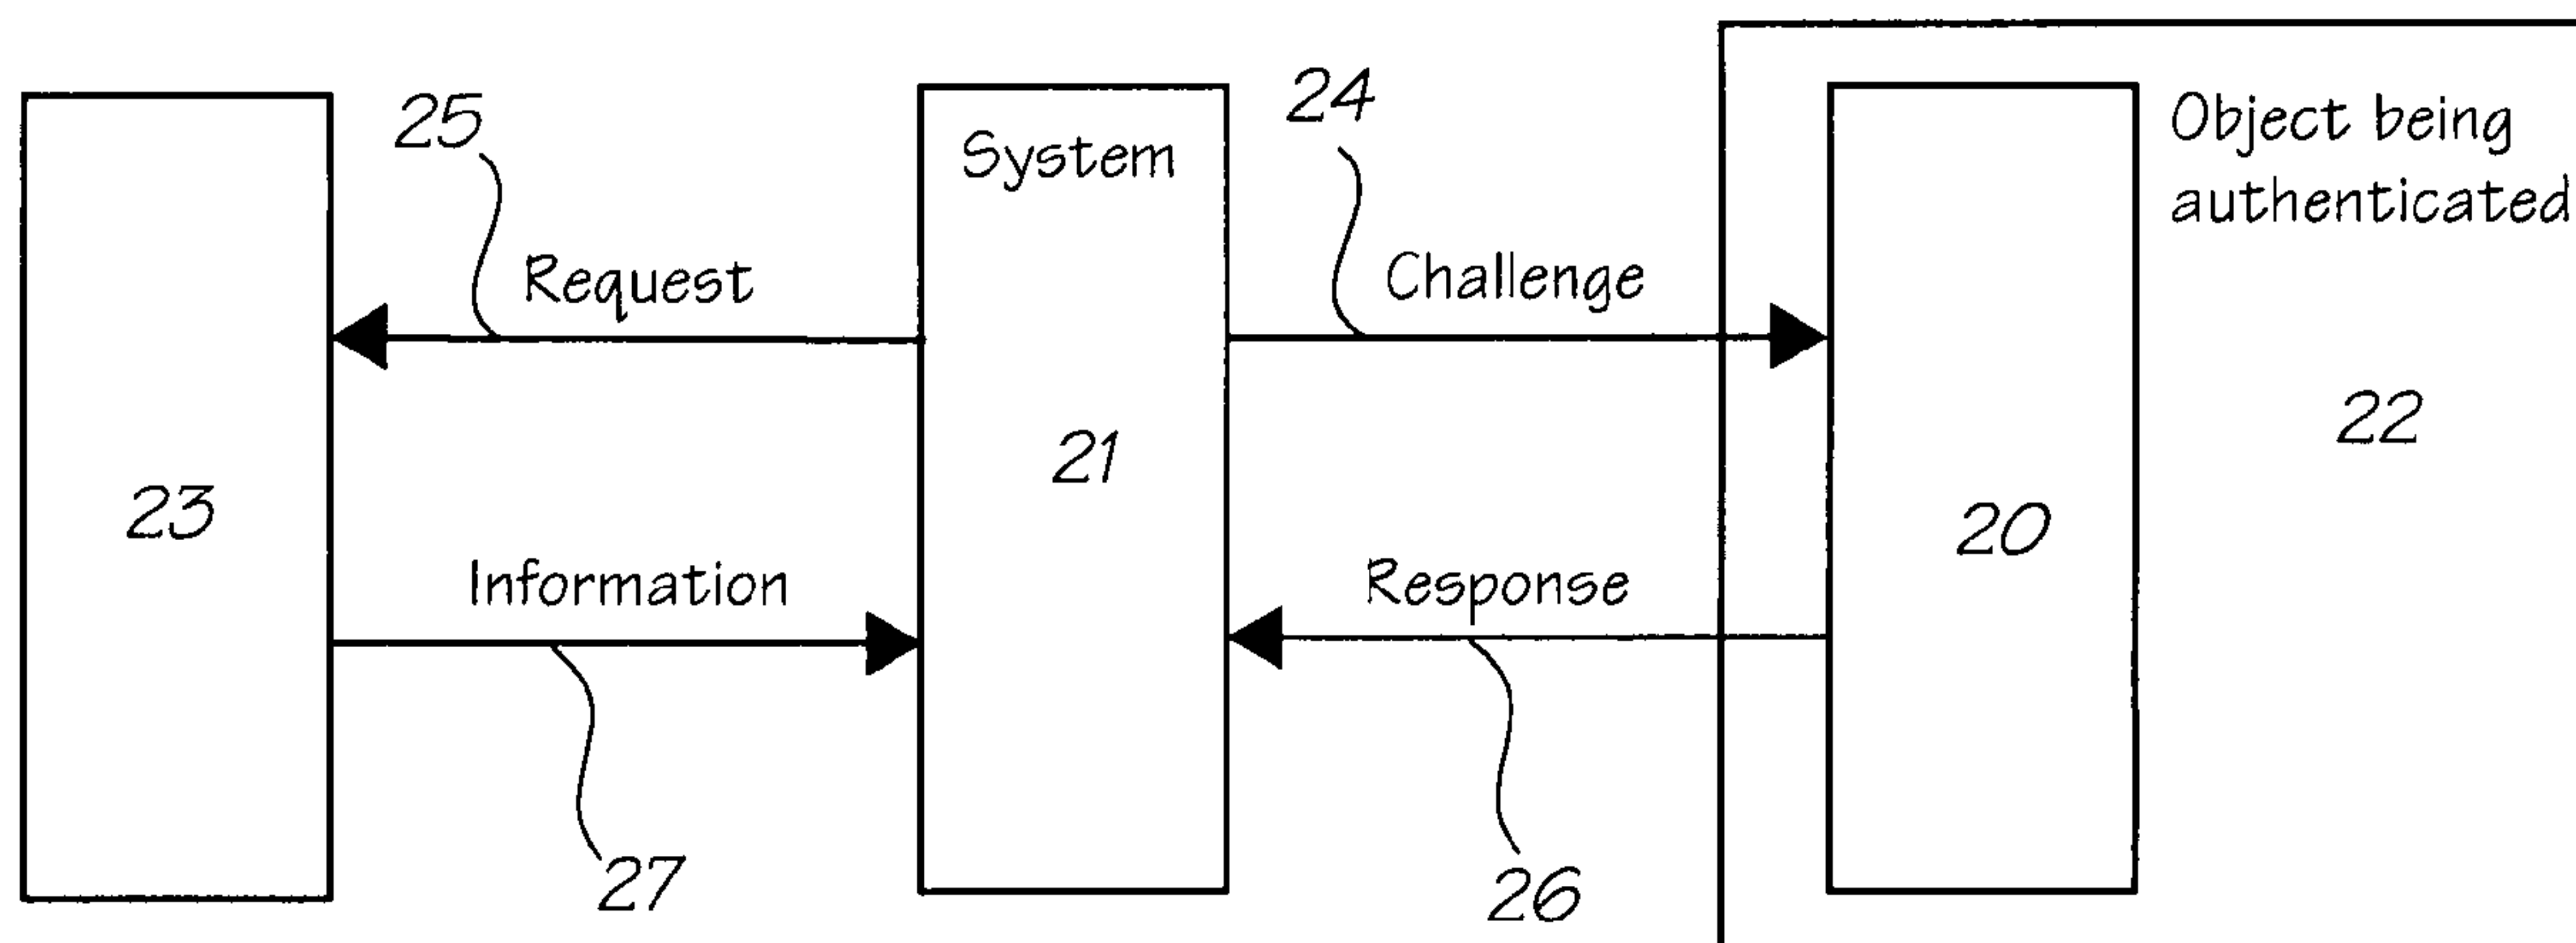 25
System
24
Object being
authenticated
Request
Challenge
22
21
23
20
Information
Response
27
26